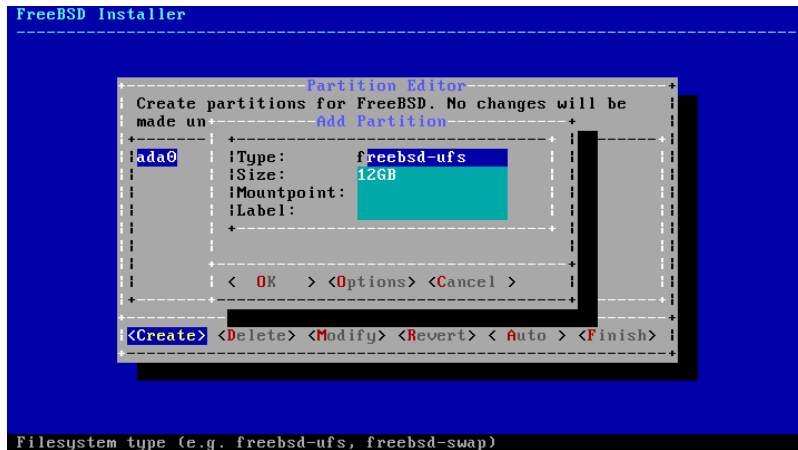 FreeBSD Installer
Partition Editor
Create partitions for FreeBSD. No changes will be
made un
Add Partition
ada0
Type: freebsd-ufs
Size: 12GB
Mountpoint:
Label:
< OK > <Options> <Cancel >
<Create> <Delete> <Modify> <Revert> < Auto > <Finish>
Filesystem type (e.g. freebsd-ufs, freebsd-swap)